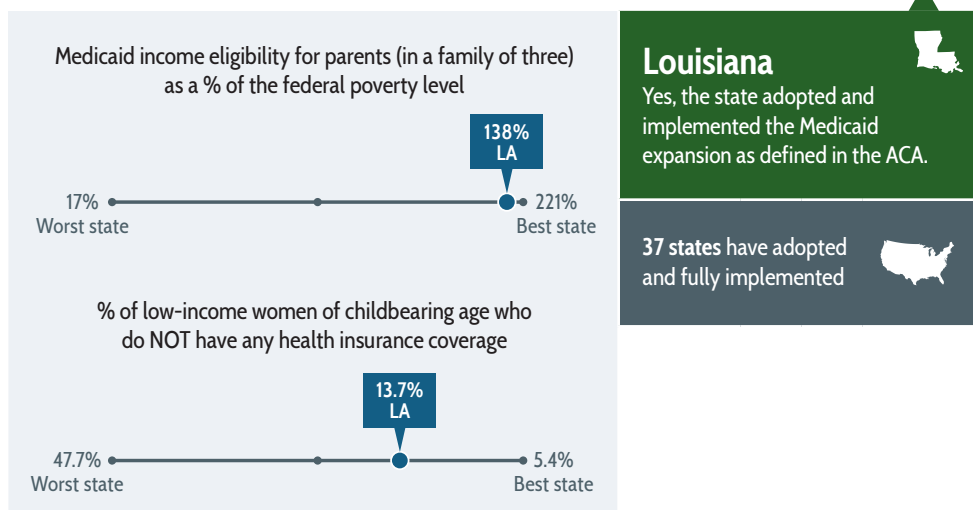 Medicaid income eligibility for parents (in a family of three)
as a % of the federal poverty level
138%
LA
17%
Worst state
221%
Best state
% of low-income women of childbearing age who
do NOT have any health insurance coverage
13.7%
LA
47.7%
Worst state
5.4%
Best state
Louisiana
Yes, the state adopted and
implemented the Medicaid
expansion as defined in the ACA.
37 states have adopted
and fully implemented